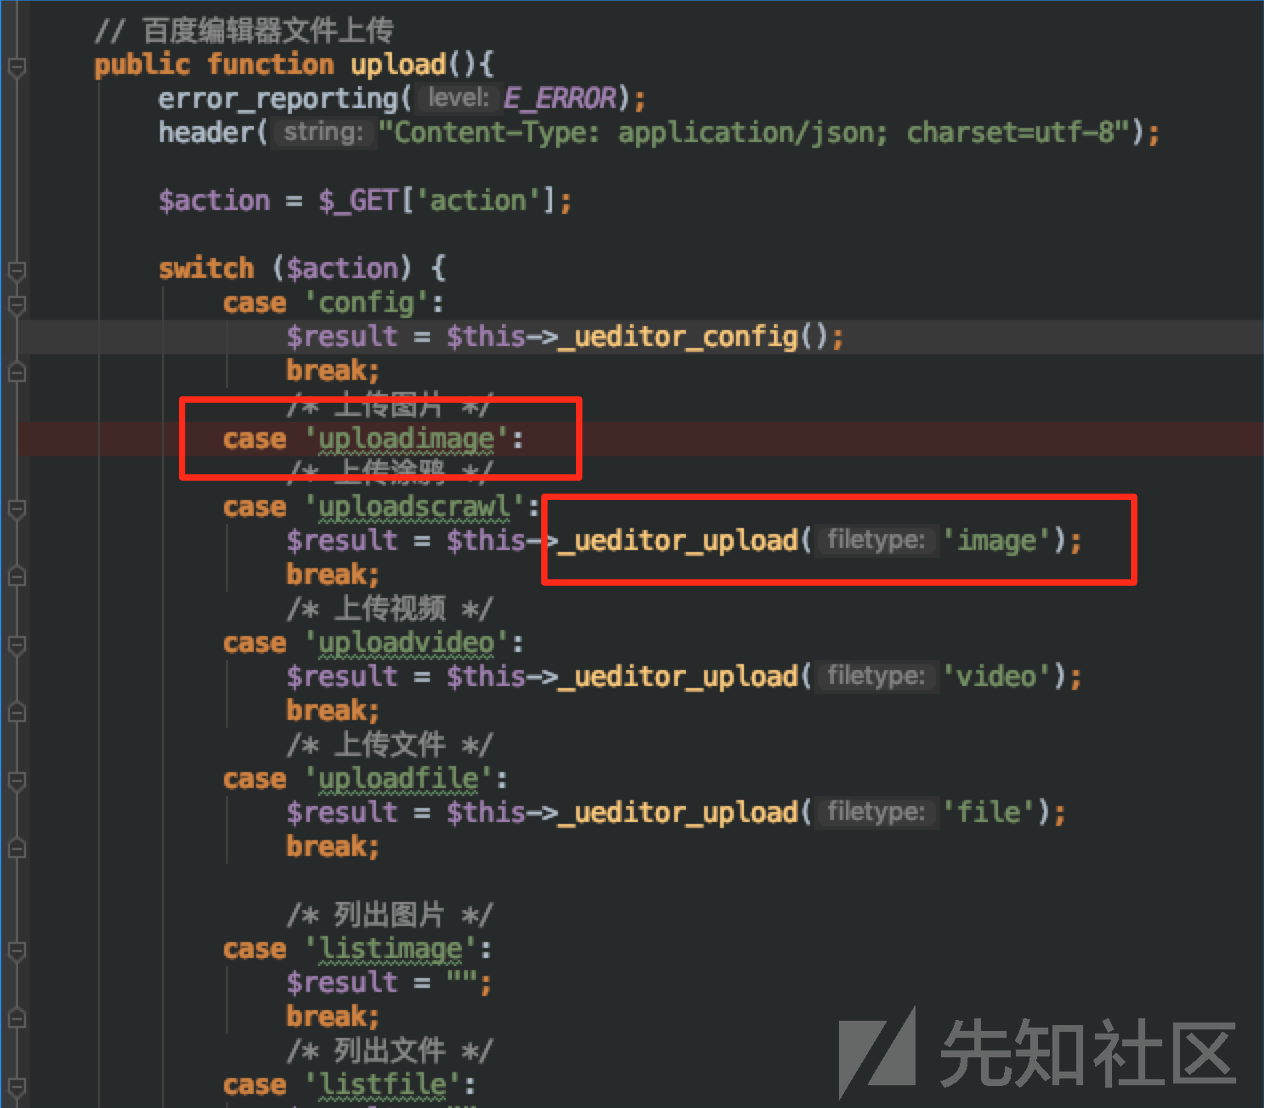 // 百度编辑器文件上传
public function upload(){
error_reporting( level: E_ERROR);
header( string: "Content-Type: application/json; charset=utf-8");
$action = $_GET['action'];
switch ($action) {
case 'config':
$result = $this->_ueditor_config();
break;
/* 上传图片 */
case 'uploadimage':
/* 上传涂鸦 */
case 'uploadscrawl':
$result = $this->_ueditor_upload( filetype: 'image');
break;
/* 上传视频 */
case 'uploadvideo':
$result = $this->_ueditor_upload( filetype: 'video');
break;
/* 上传文件 */
case 'uploadfile':
$result = $this->_ueditor_upload( filetype: 'file');
break;
/* 列出图片 */
case 'listimage':
$result = "";
break;
/* 列出文件 */
case 'listfile':
先知社区